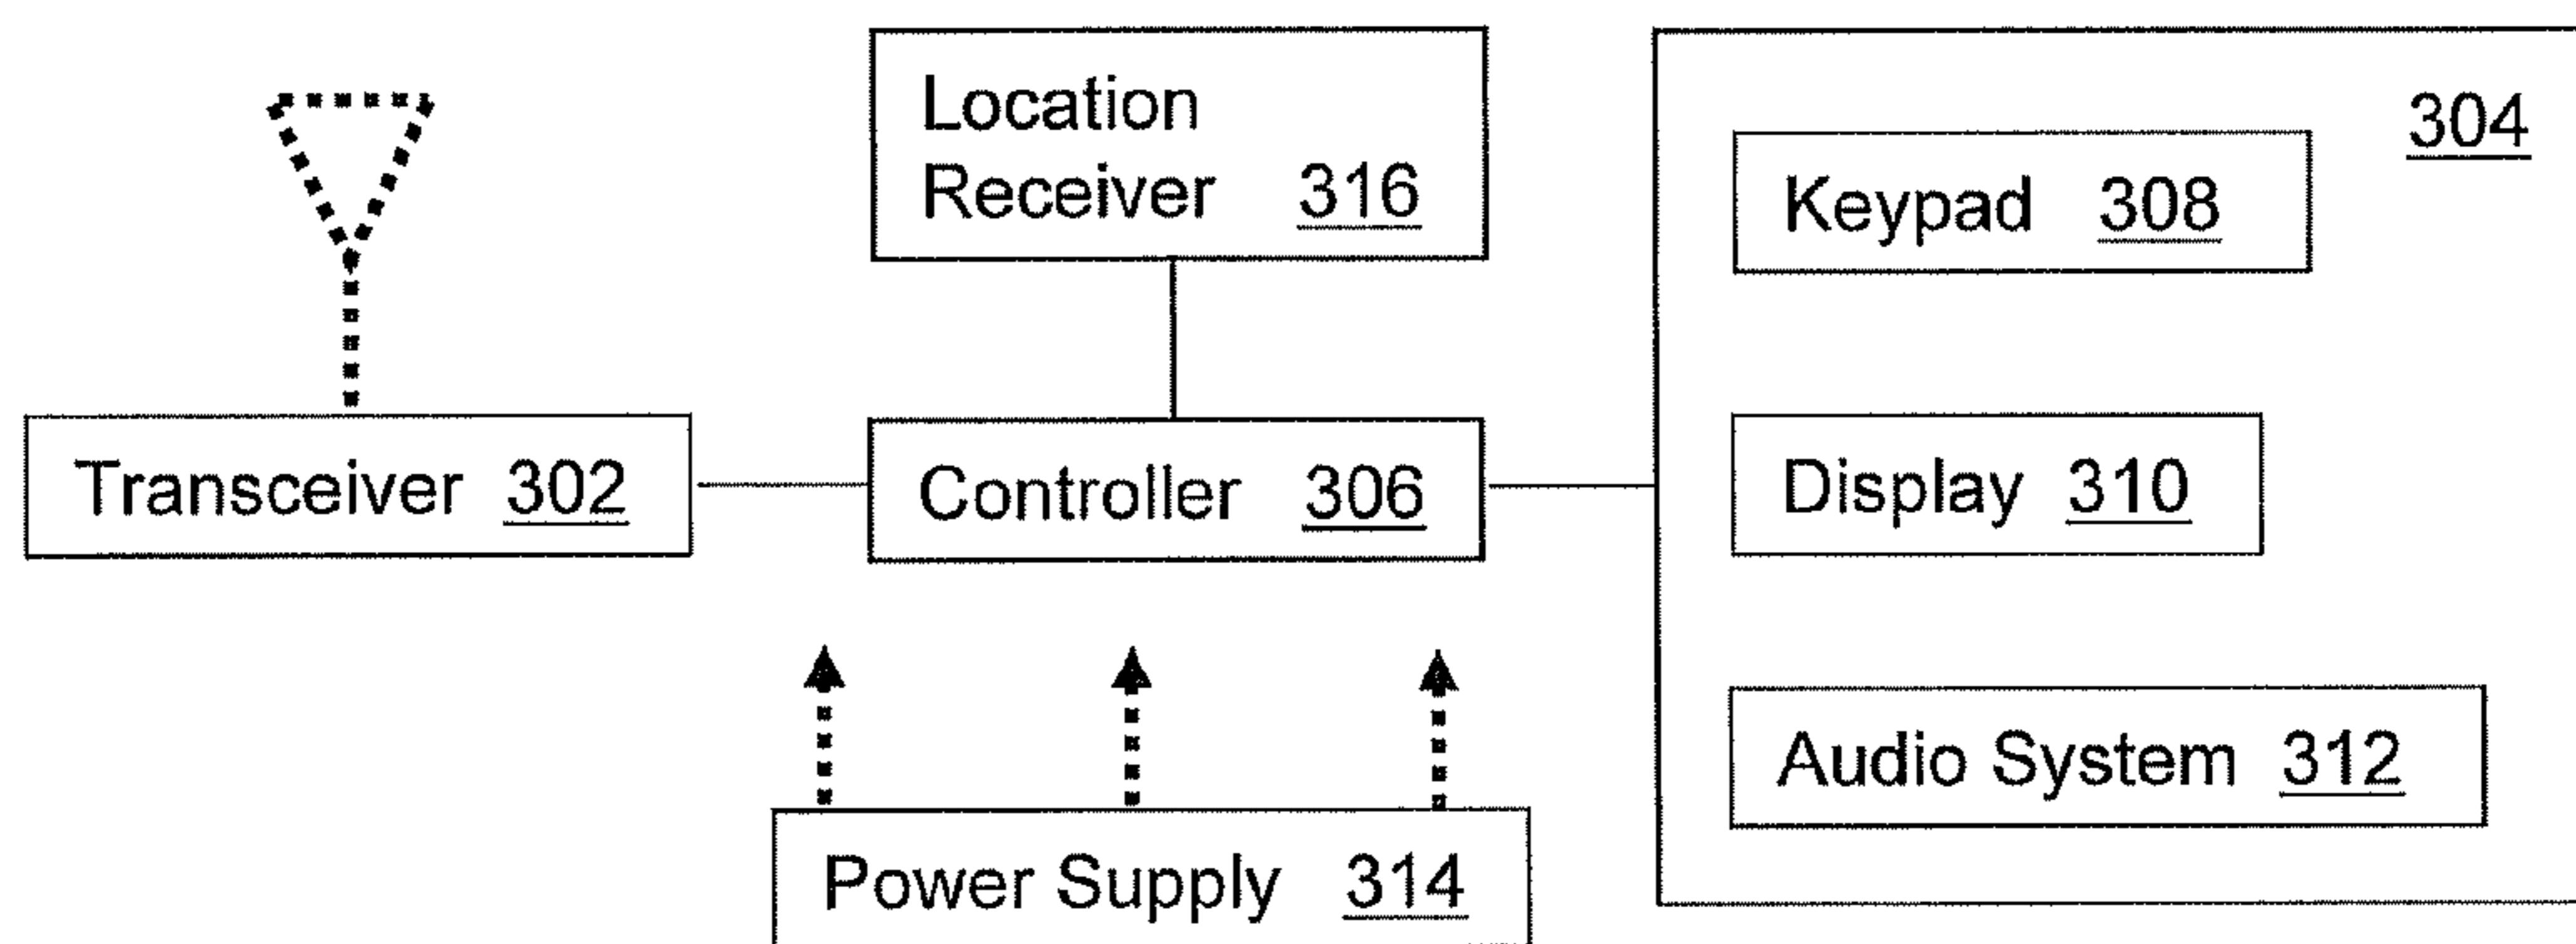 Location
Receiver 316
304
Keypad 308
Transceiver 302
Controller 306
Display 310
Audio System 312
Power Supply 314